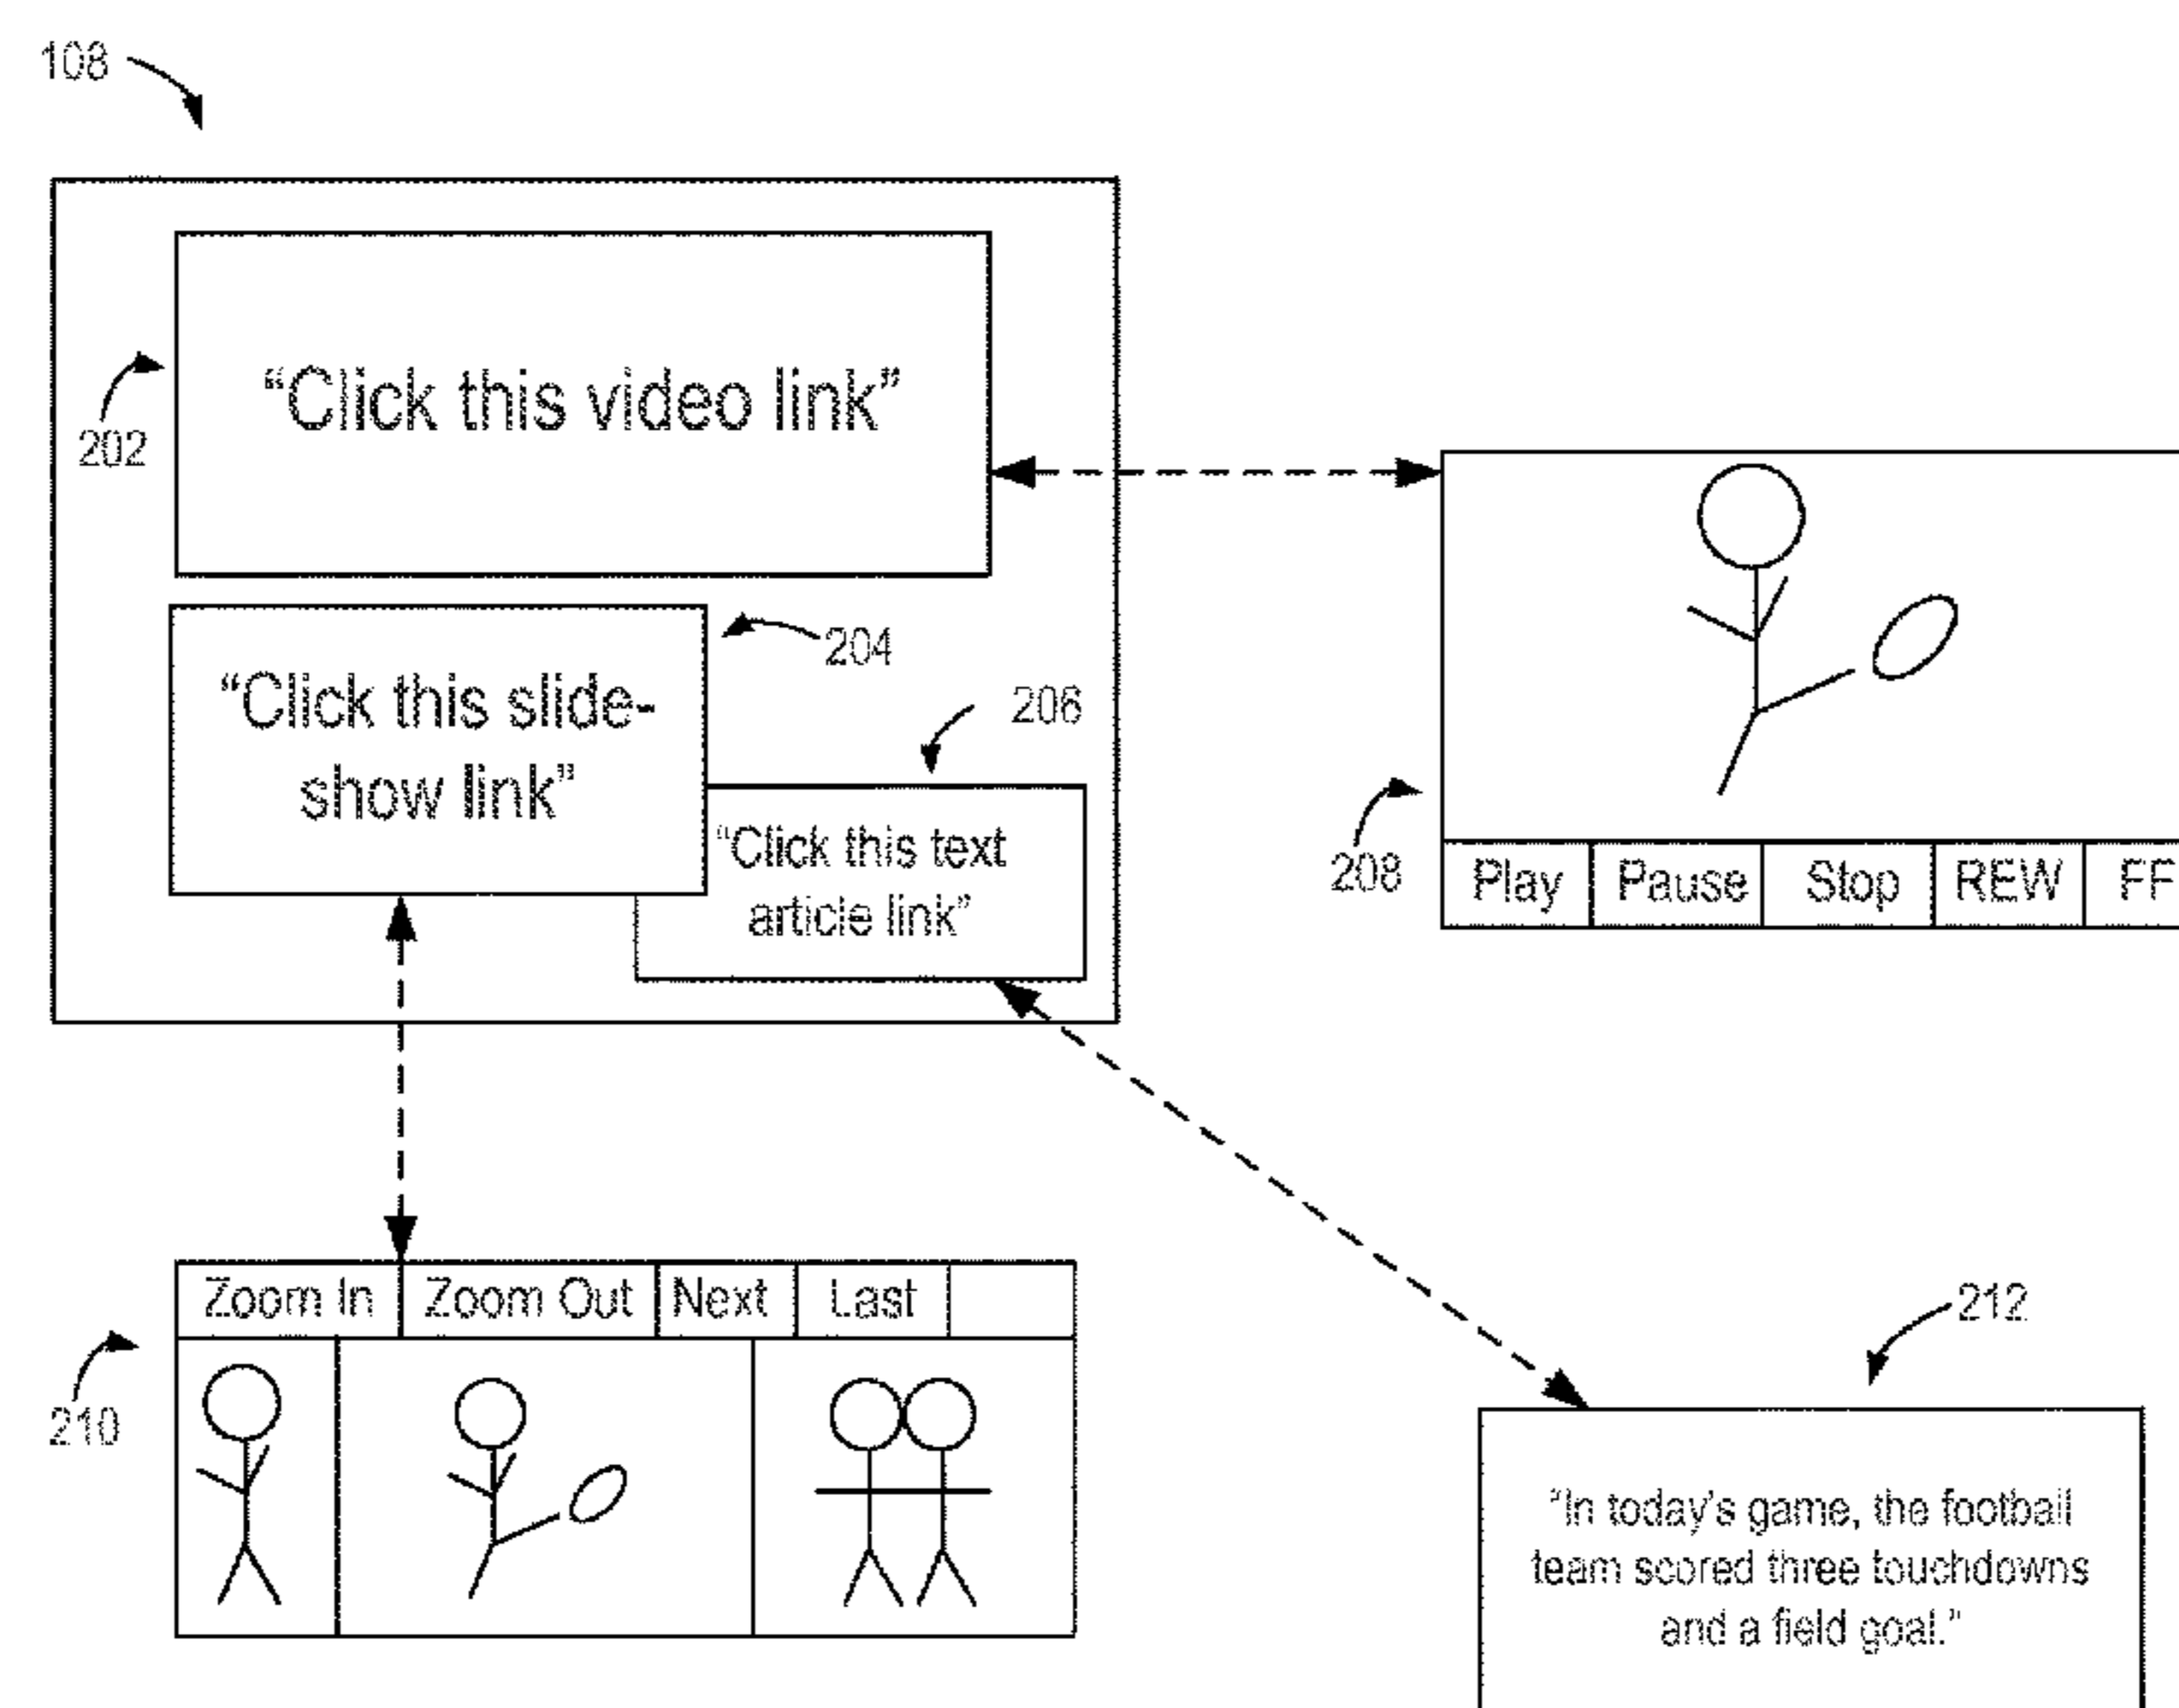 108
“Click this video link”
202
“Click this slide-
show link”
204
206
“Click this text
article link”
208
Play Pause Stop REW FF
Zoom In Zoom Out Next Last
210
212
“In today’s game, the football
team scored three touchdowns
and a field goal.”